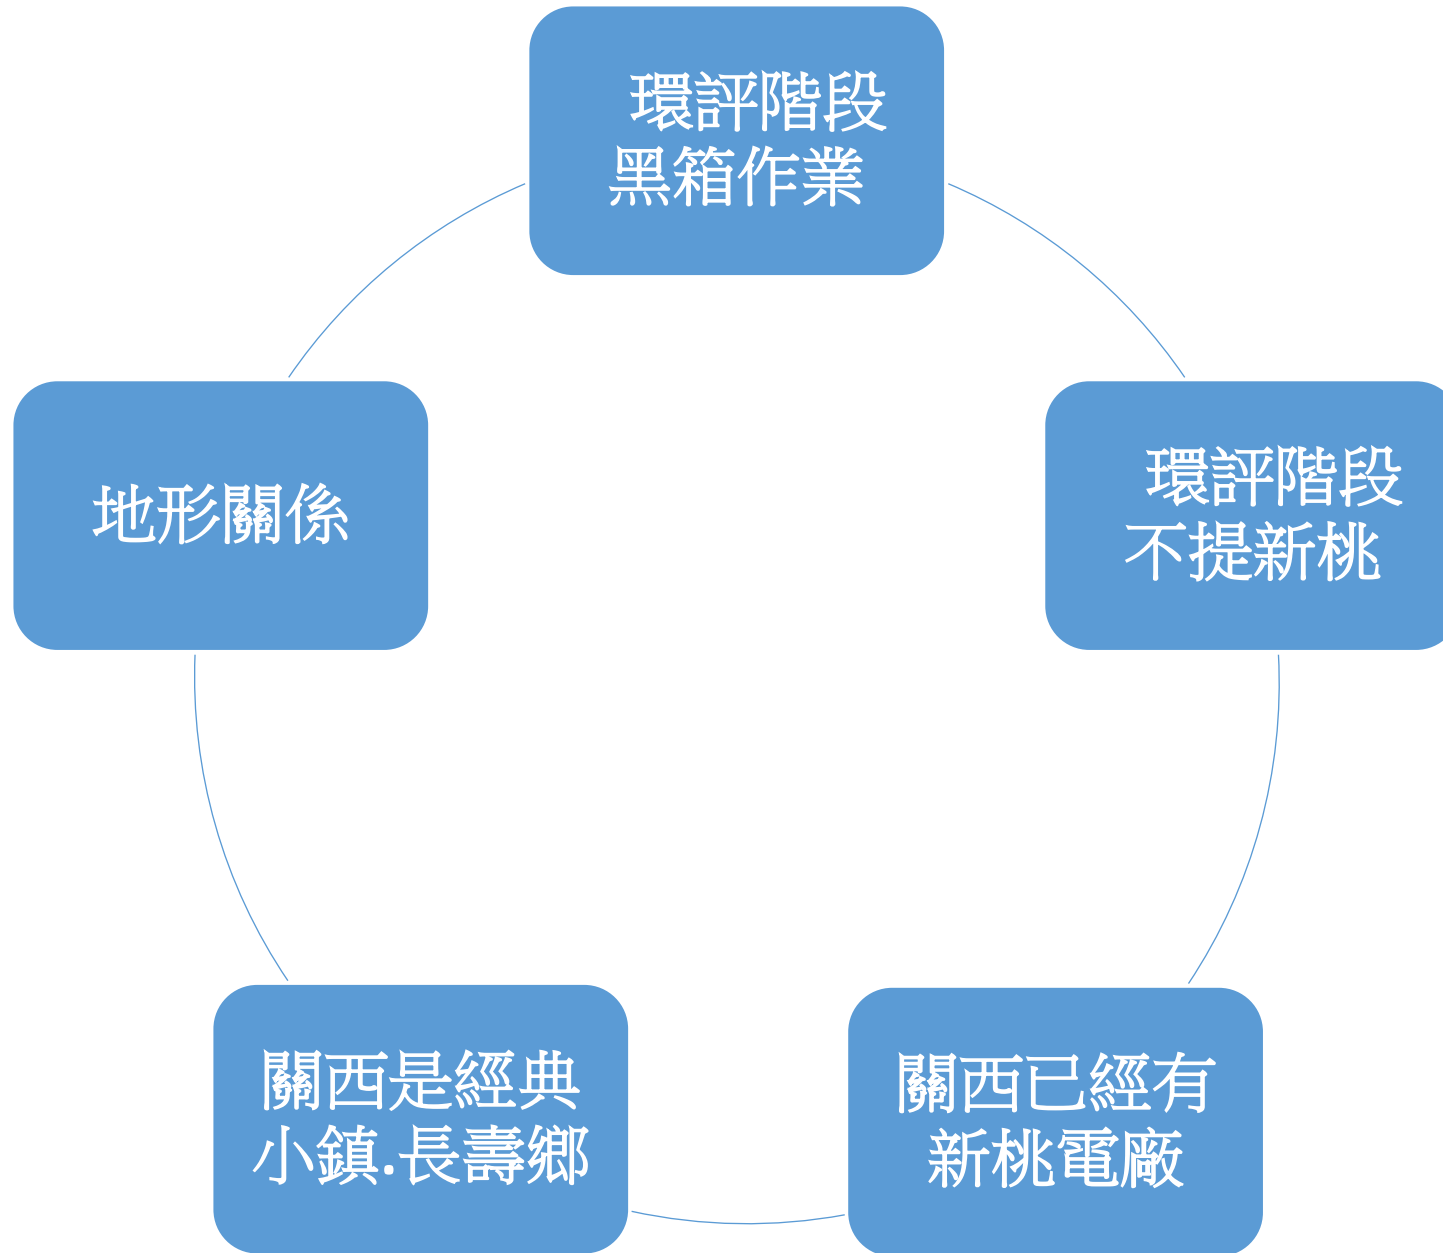 環評階段
黑箱作業
環評階段
不提新桃
地形關係
關西是經典
小鎮.長壽鄉
關西已經有
新桃電廠